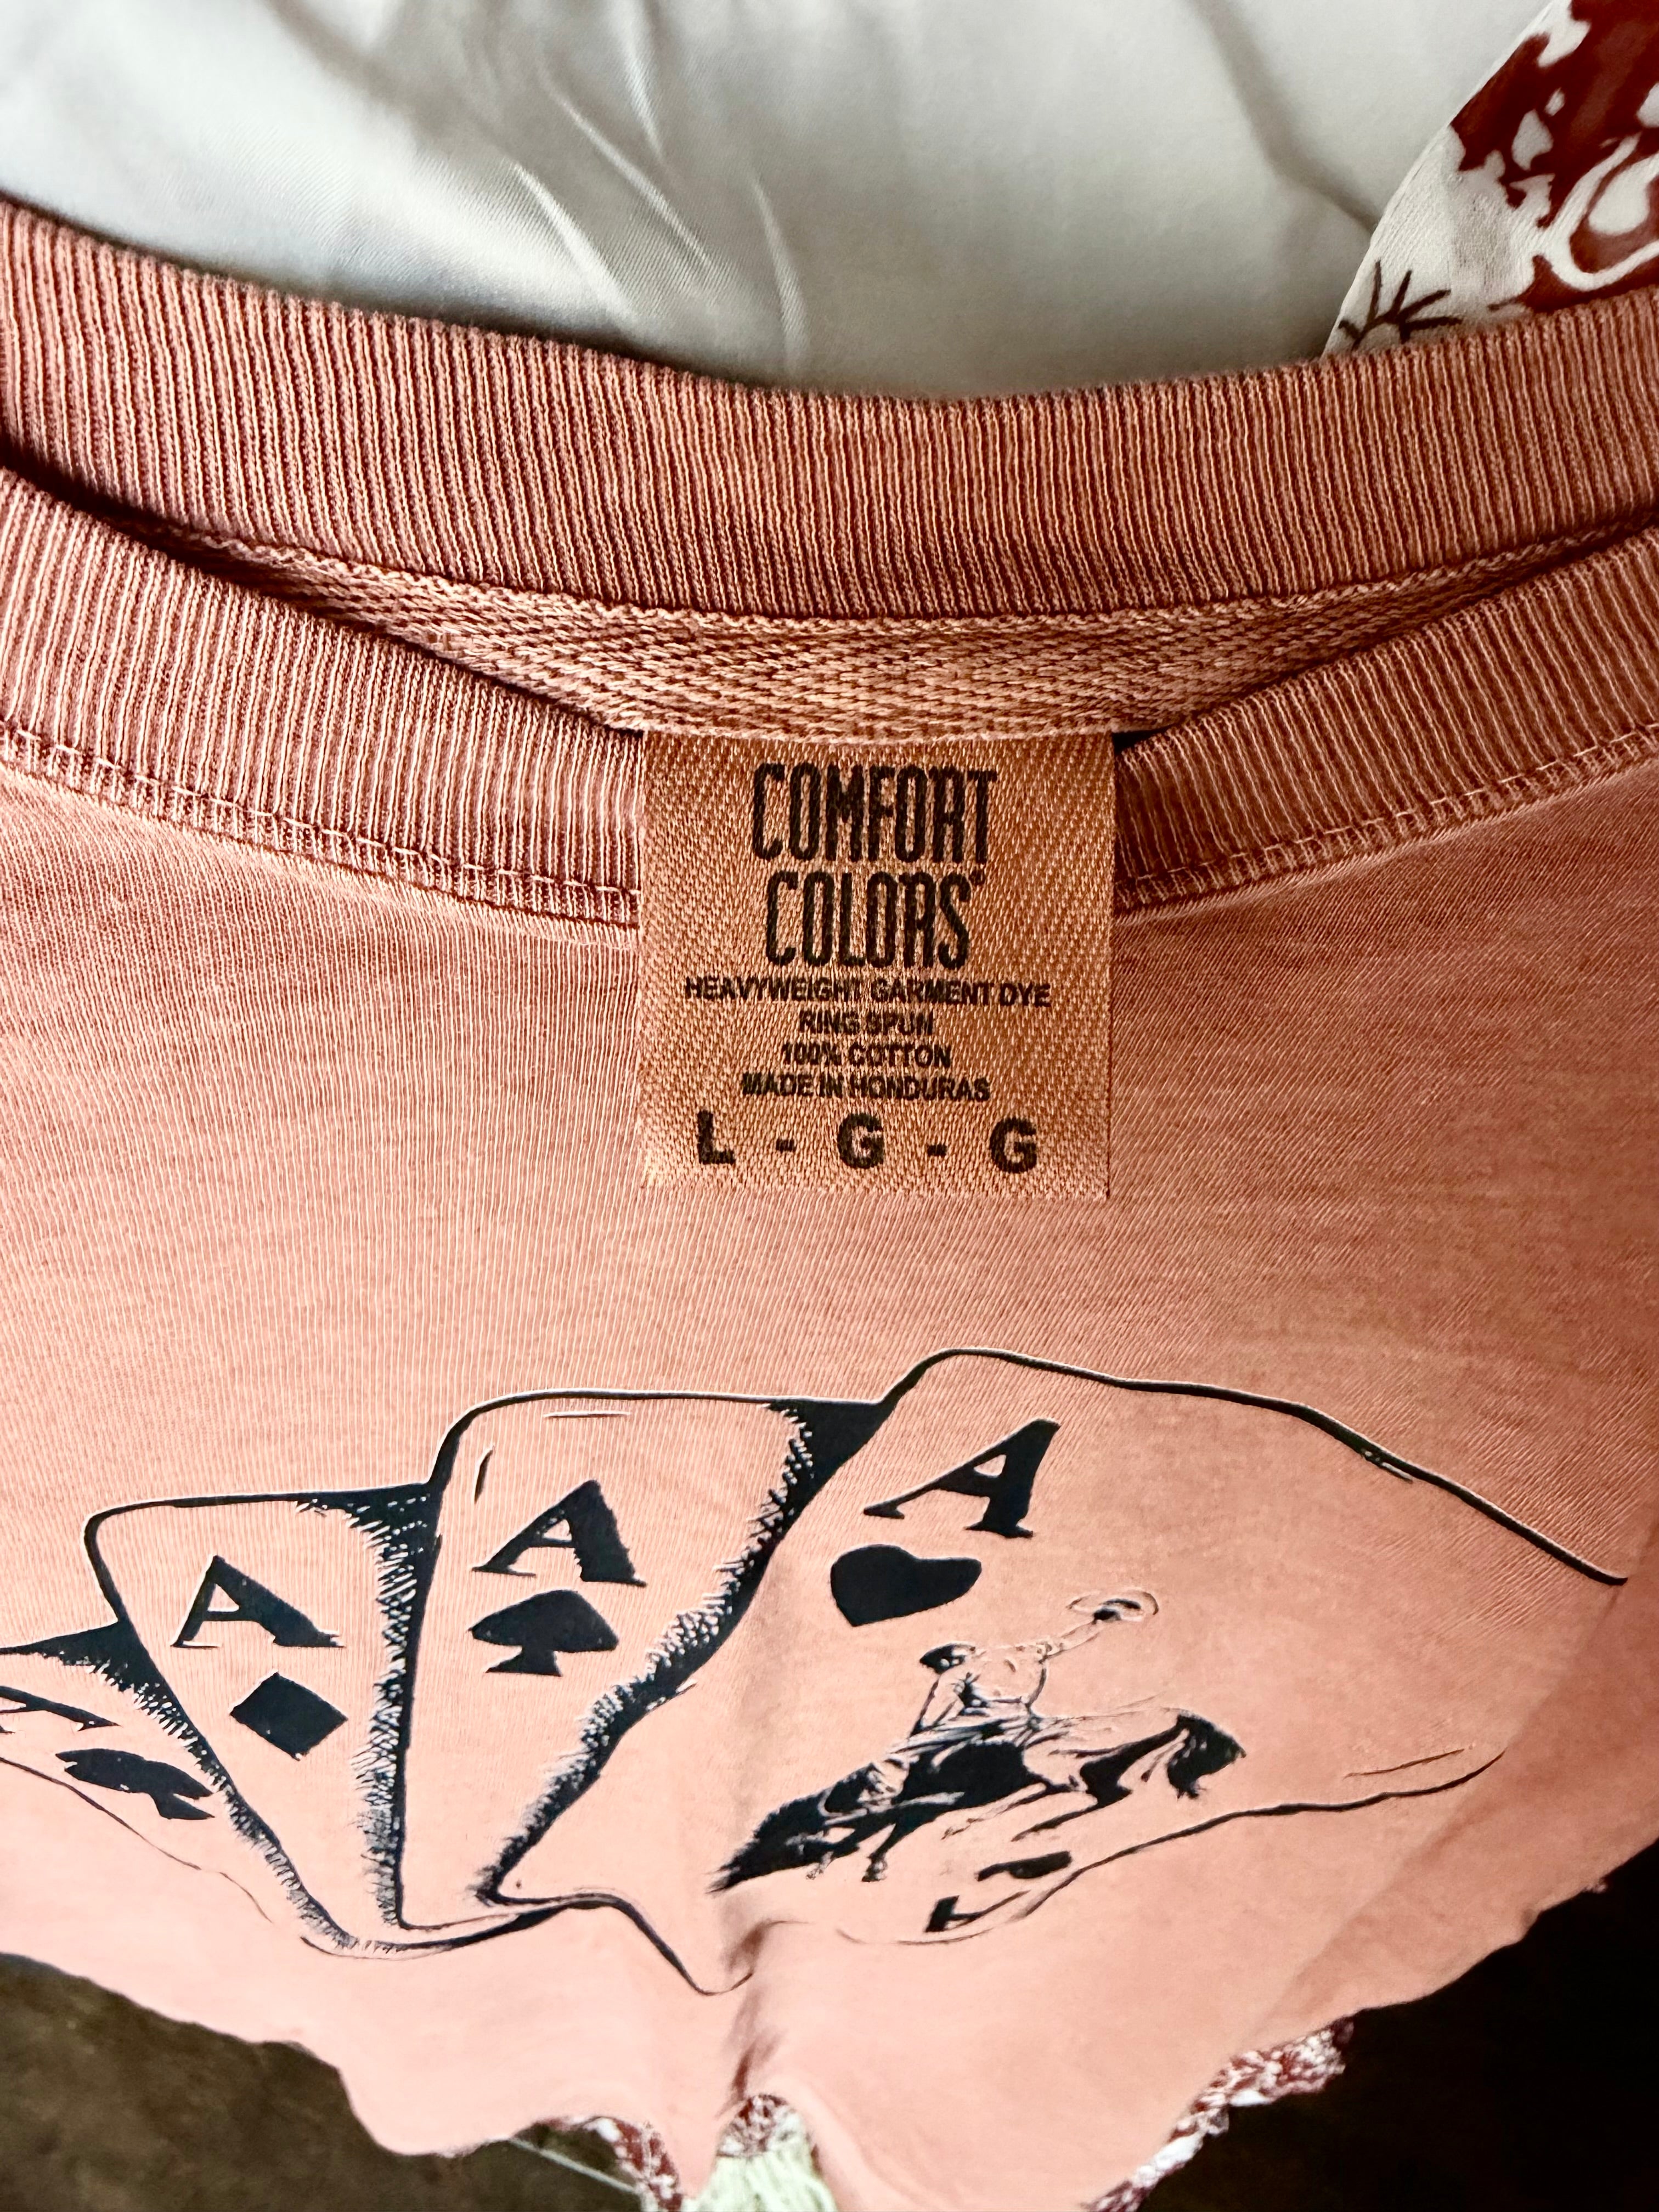 COMFORT
COLORS®
HEAVYWEIGHT GARMENT DYE
RING SPUN
100% COTTON
MADE IN HONDURAS
L - G - G
A
A
A
A
A